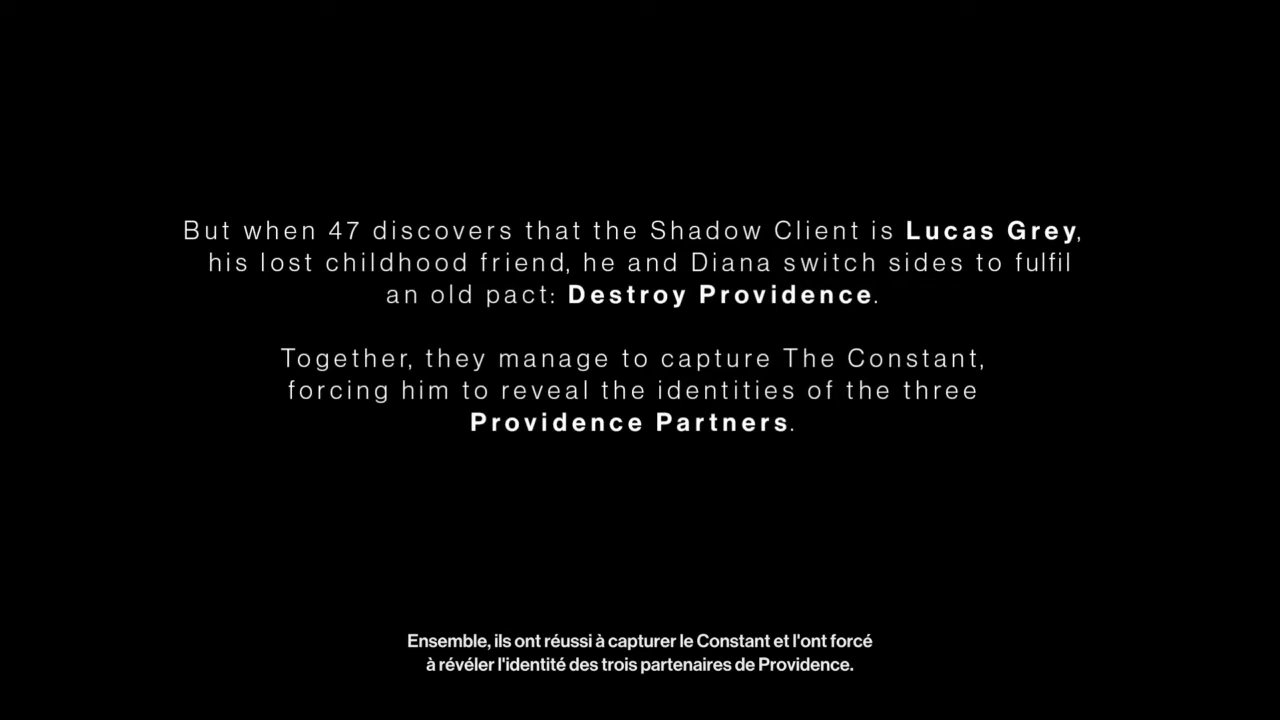 But when 47 discovers that the Shadow Client is Lucas Grey,
his lost childhood friend, he and Diana switch sides to fulfil
an old pact: Destroy Providence.
Together, they manage to capture The Constant,
forcing him to reveal the identities of the three
Providence Partners.
Ensemble, ils ont réussi à capturer le Constant et l'ont forcé
à révéler l'identité des trois partenaires de Providence.